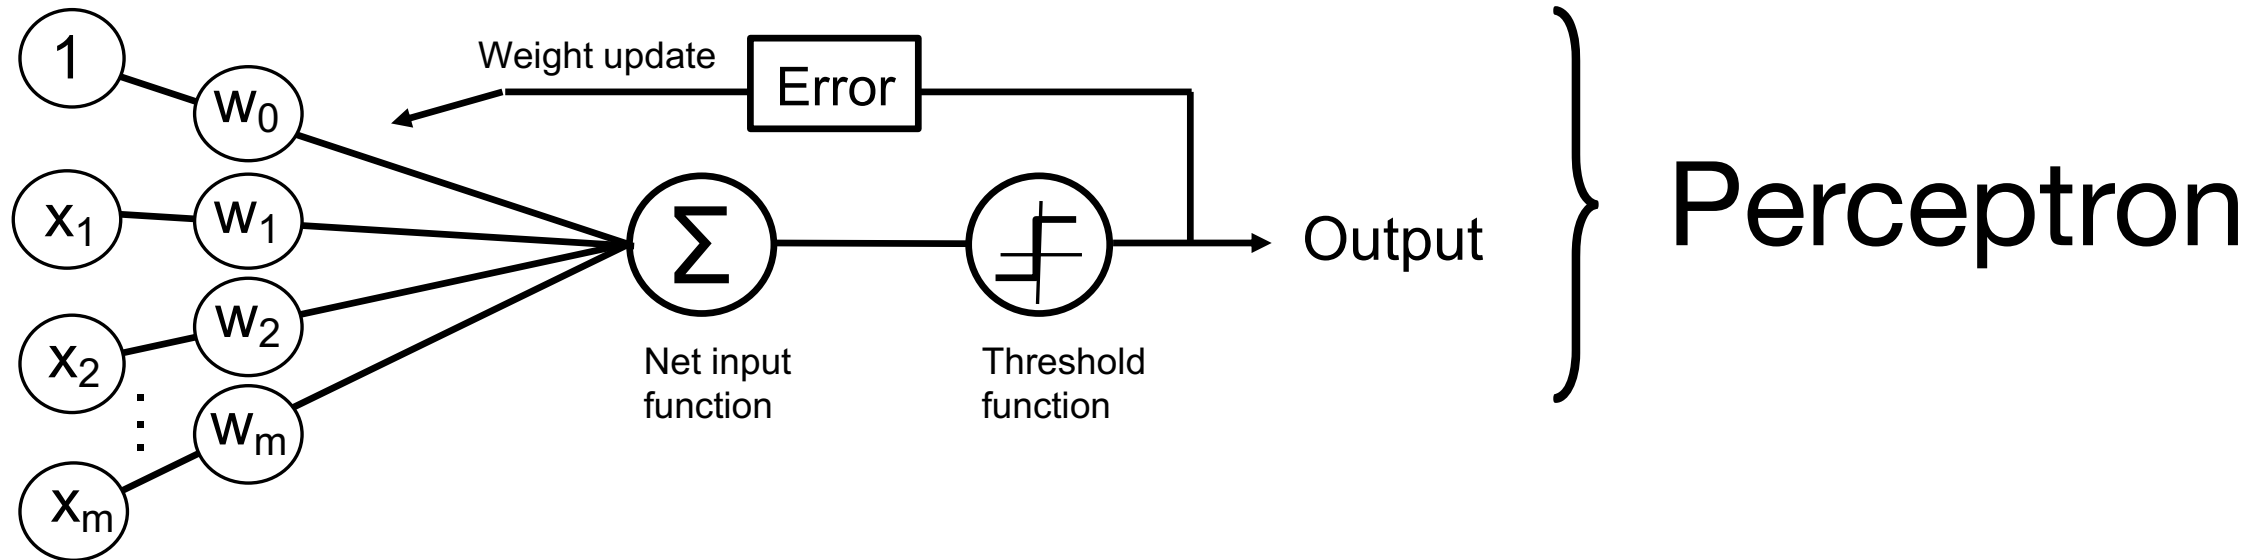 1
w₀
Weight update
Error
x₁
w₁
Σ
Output
Perceptron
x₂
w₂
⋮
wₘ
xₘ
Net input
function
Threshold
function